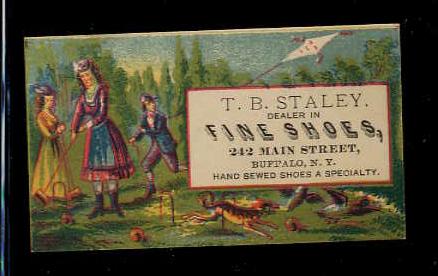 T. B. STALEY.
DEALER IN
FINE SHOES,
242 MAIN STREET,
BUFFALO, N. Y.
HAND SEWED SHOES A SPECIALTY.